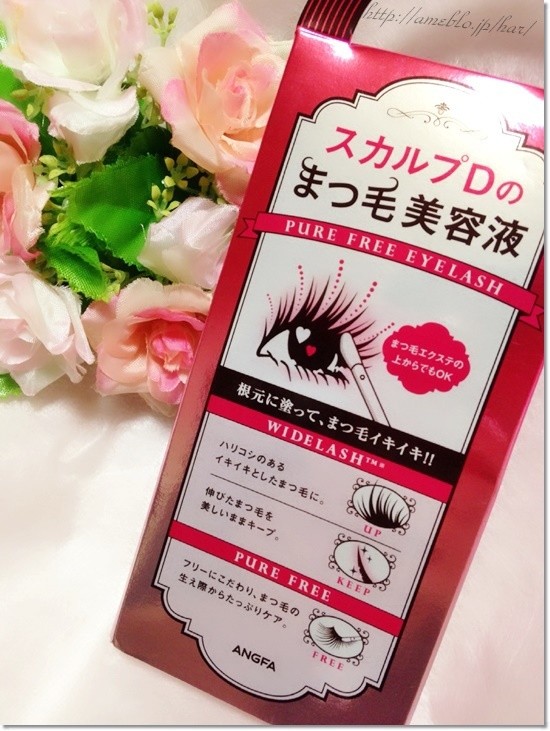 http://ameblo.jp/har/
スカルプDの
まつ毛美容液
PURE FREE EYELASH
まつ毛エクステの
上からでもOK
根元に塗って、まつ毛イキイキ!!
WIDELASH™※
ハリコシのある
イキイキとしたまつ毛に。
UP
伸びたまつ毛を
美しいままキープ。
KEEP
PURE FREE
フリーにこだわり、まつ毛の
生え際からたっぷりケア。
FREE
ANGFA